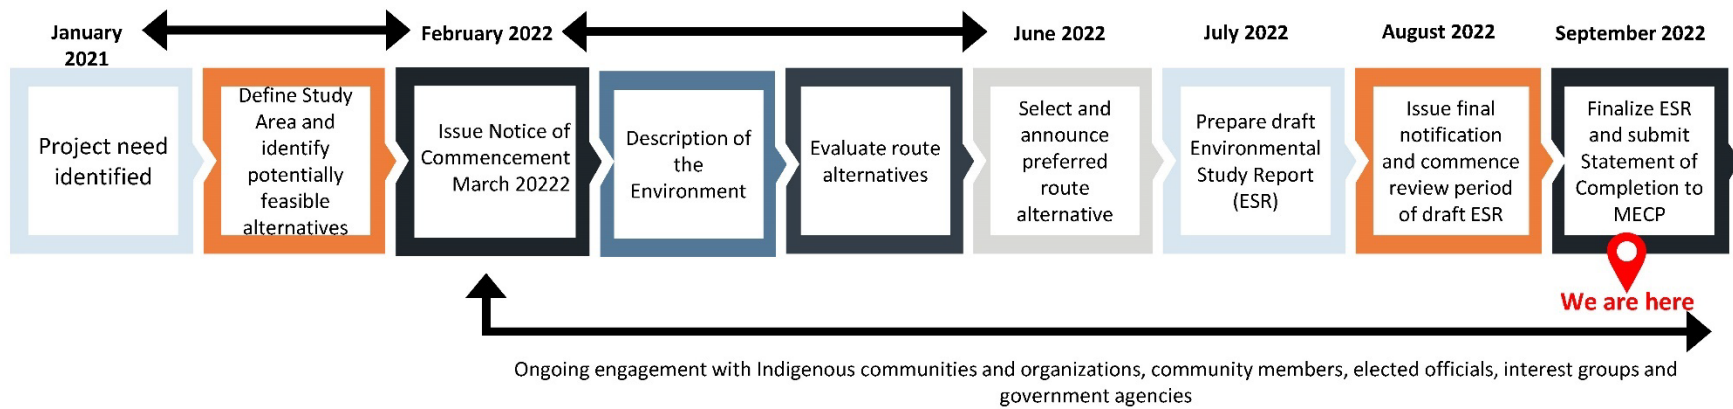 January
2021
February 2022
June 2022
July 2022
August 2022
September 2022
Project need
identified
Define Study
Area and
identify
potentially
feasible
alternatives
Issue Notice of
Commencement
March 20222
Description of
the
Environment
Evaluate route
alternatives
Select and
announce
preferred
route
alternative
Prepare draft
Environmental
Study Report
(ESR)
Issue final
notification
and commence
review period
of draft ESR
Finalize ESR
and submit
Statement of
Completion to
MECP
We are here
Ongoing engagement with Indigenous communities and organizations, community members, elected officials, interest groups and
government agencies